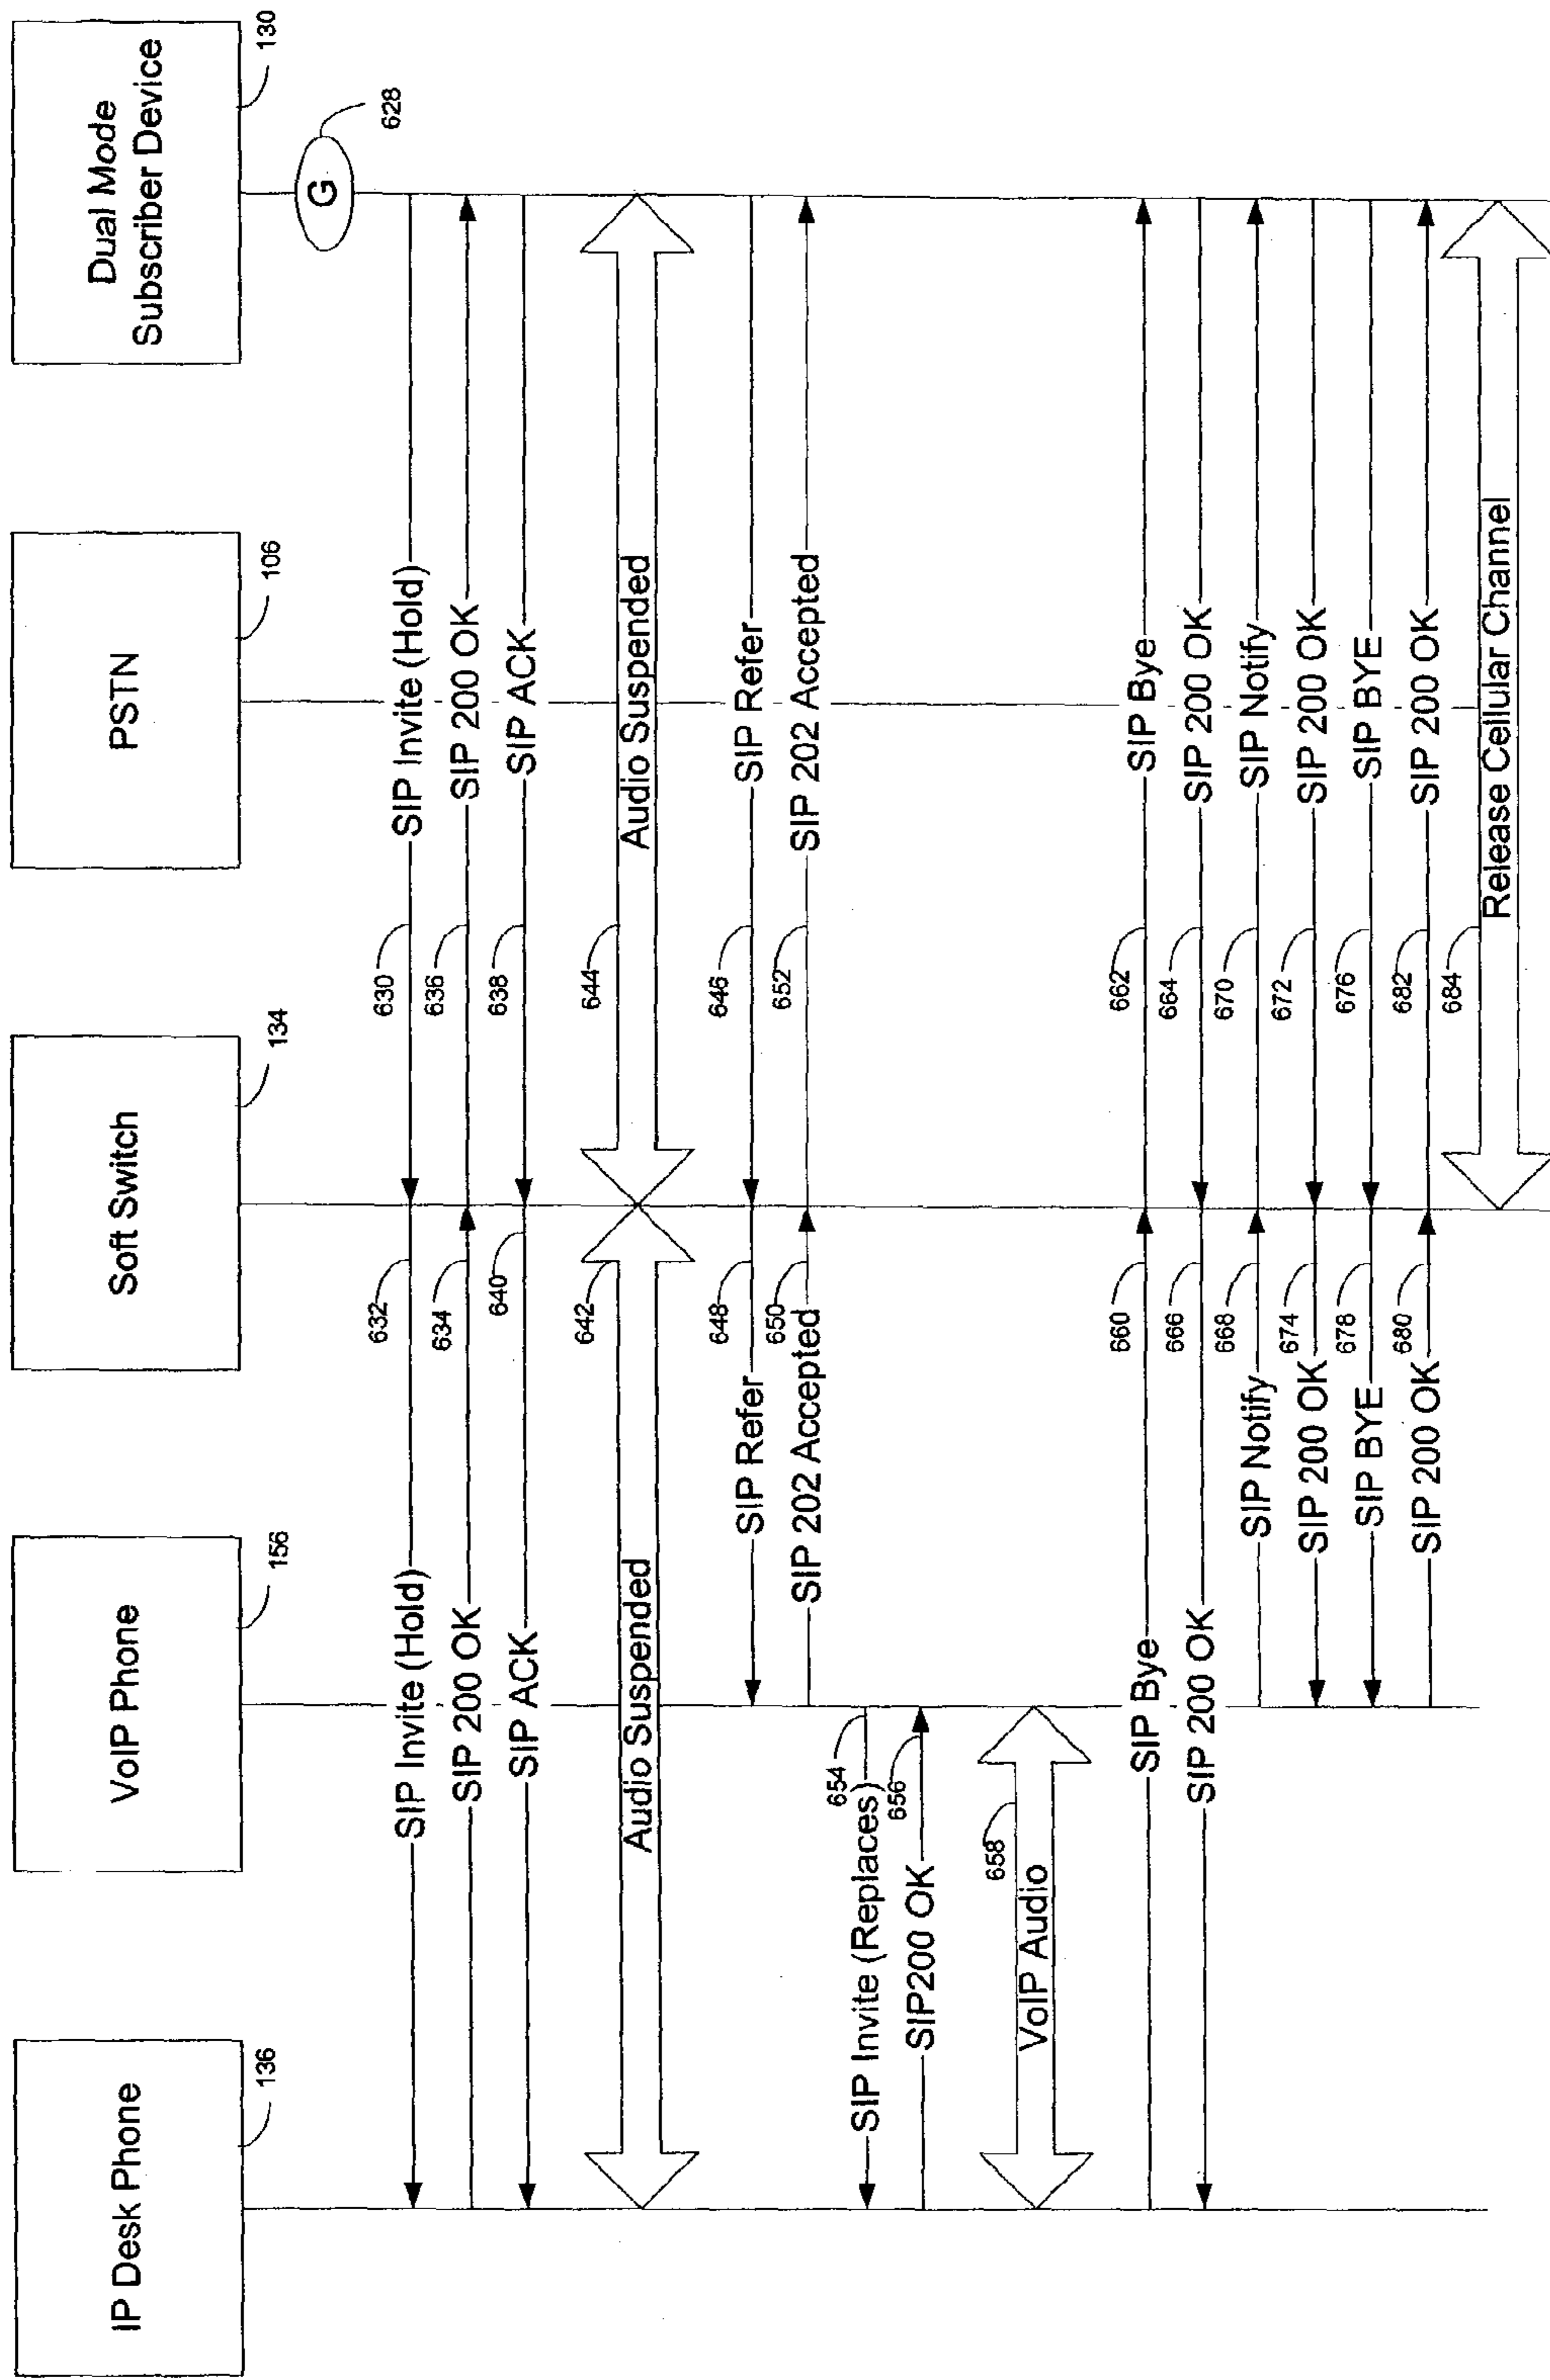 IP Desk Phone
136
VoIP Phone
156
Soft Switch
134
PSTN
106
Dual Mode
Subscriber Device
130
G
628
SIP Invite (Hold)
632
630
SIP Invite (Hold)
SIP 200 OK
634
636
SIP 200 OK
SIP ACK
640
638
SIP ACK
Audio Suspended
642
644
Audio Suspended
SIP Refer
648
646
SIP Refer
SIP 202 Accepted
650
652
SIP 202 Accepted
SIP Invite (Replaces)
654
SIP200 OK
656
VoIP Audio
658
SIP Bye
660
662
SIP Bye
SIP 200 OK
666
664
SIP 200 OK
SIP Notify
668
670
SIP Notify
SIP 200 OK
674
672
SIP 200 OK
SIP BYE
678
676
SIP BYE
SIP 200 OK
680
682
SIP 200 OK
684
Release Cellular Channel